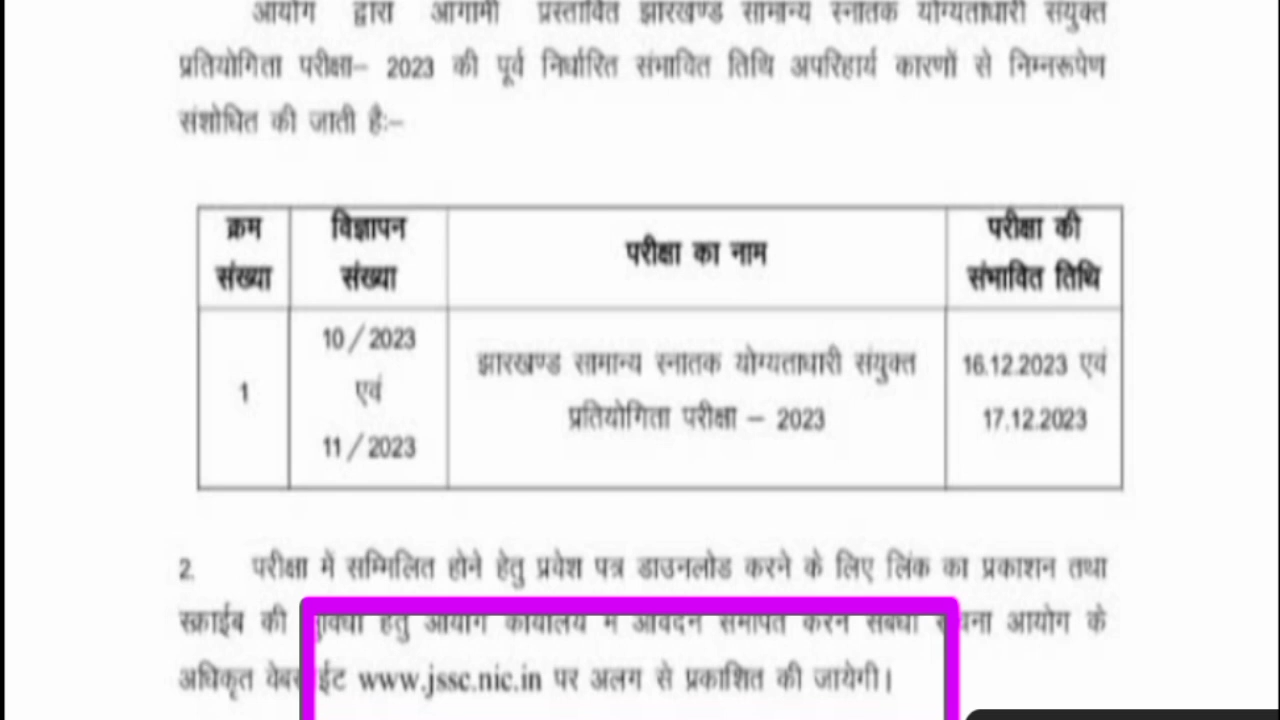 आयोग द्वारा आगामी प्रस्तावित झारखण्ड सामान्य स्नातक योग्यताधारी संयुक्त
प्रतियोगिता परीक्षा– 2023 की पूर्व निर्धारित संभावित तिथि अपरिहार्य कारणों से निम्नरूपेण
संशोधित की जाती है:–
क्रम
संख्या
विज्ञापन
संख्या
परीक्षा का नाम
परीक्षा की
संभावित तिथि
1
10/2023
एवं
11/2023
झारखण्ड सामान्य स्नातक योग्यताधारी संयुक्त
प्रतियोगिता परीक्षा – 2023
16.12.2023 एवं
17.12.2023
2. परीक्षा में सम्मिलित होने हेतु प्रवेश पत्र डाउनलोड करने के लिए लिंक का प्रकाशन तथा
स्क्राईब की सुविधा हेतु आयोग कार्यालय में आवेदन समर्पित करने संबंधी सूचना आयोग के
अधिकृत वेबसाईट www.jssc.nic.in पर अलग से प्रकाशित की जायेगी।